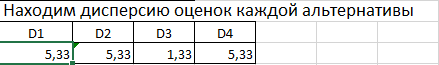 Находим дисперсию оценок каждой альтернативы
D1 D2 D3 D4
5,33 5,33 1,33 5,33